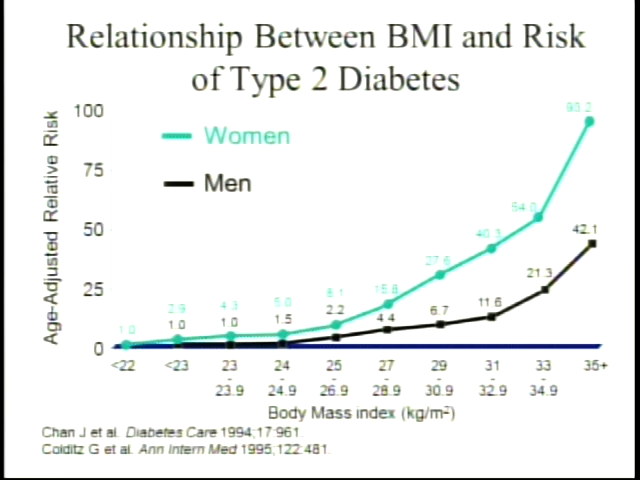 Relationship Between BMI and Risk
of Type 2 Diabetes
Age-Adjusted Relative Risk
100
75
50
25
0
Women
Men
1.0
2.9
4.3
5.0
8.1
15.8
27.6
40.3
54.0
93.2
1.0
1.0
1.5
2.2
4.4
6.7
11.6
21.3
42.1
<22 <23 23 24 25 27 29 31 33 35+
- - - - - - -
23.9 24.9 26.9 28.9 30.9 32.9 34.9
Body Mass index (kg/m²)
Chan J et al. Diabetes Care 1994;17:961.
Colditz G et al. Ann Intern Med 1995;122:481.